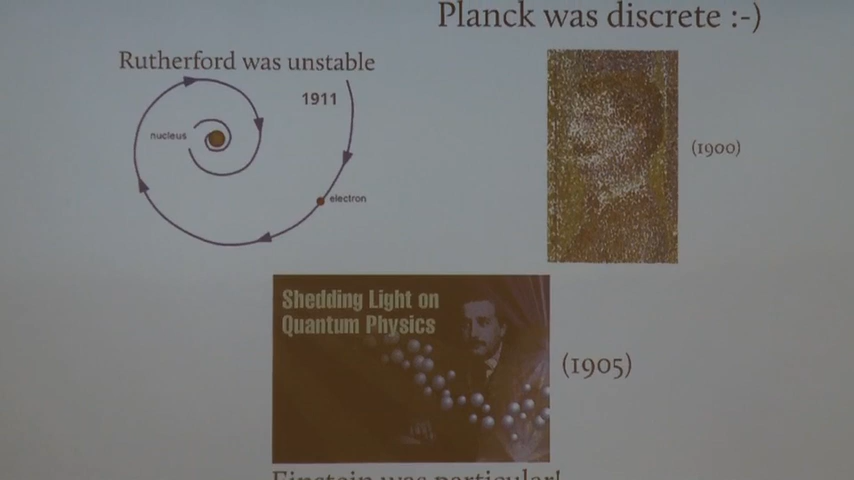 Planck was discrete :-)
Rutherford was unstable
1911
nucleus
electron
(1900)
Shedding Light on
Quantum Physics
(1905)
Einstein was particular!